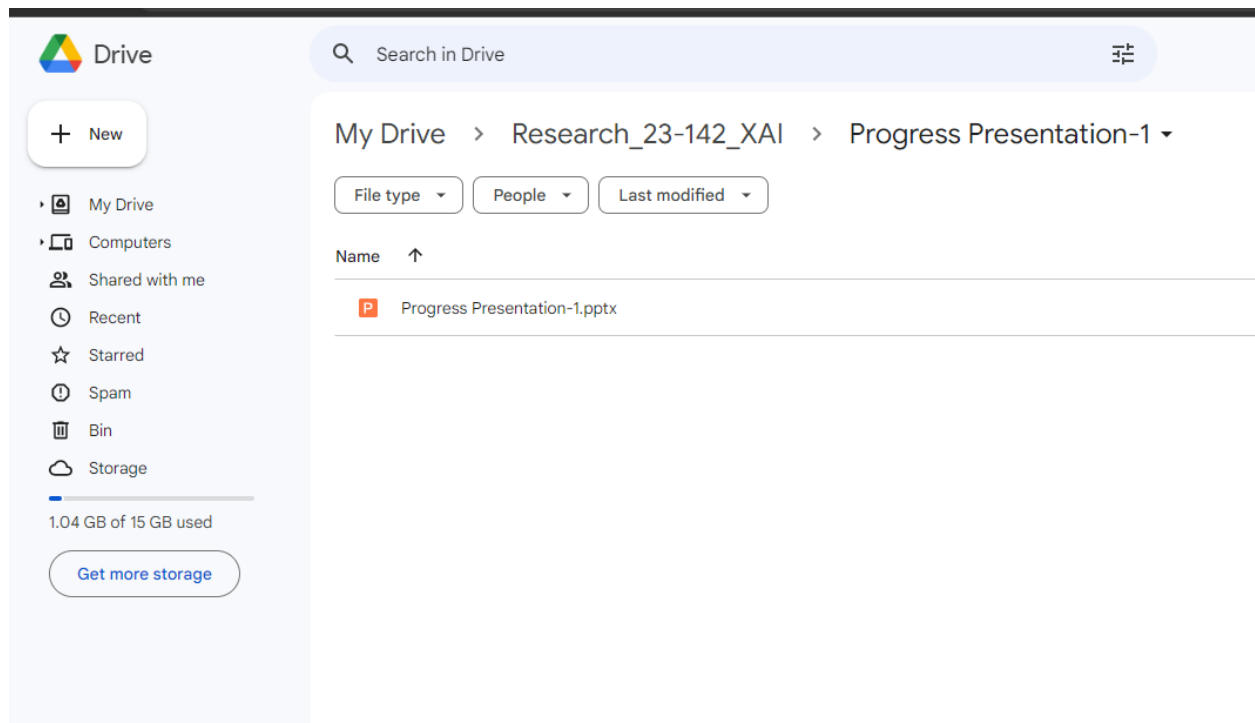 Drive
Search in Drive
New
My Drive > Research_23-142_XAI > Progress Presentation-1
My Drive
Computers
Shared with me
Recent
Starred
Spam
Bin
Storage
1.04 GB of 15 GB used
Get more storage
File type People Last modified
Name ↑
P Progress Presentation-1.pptx